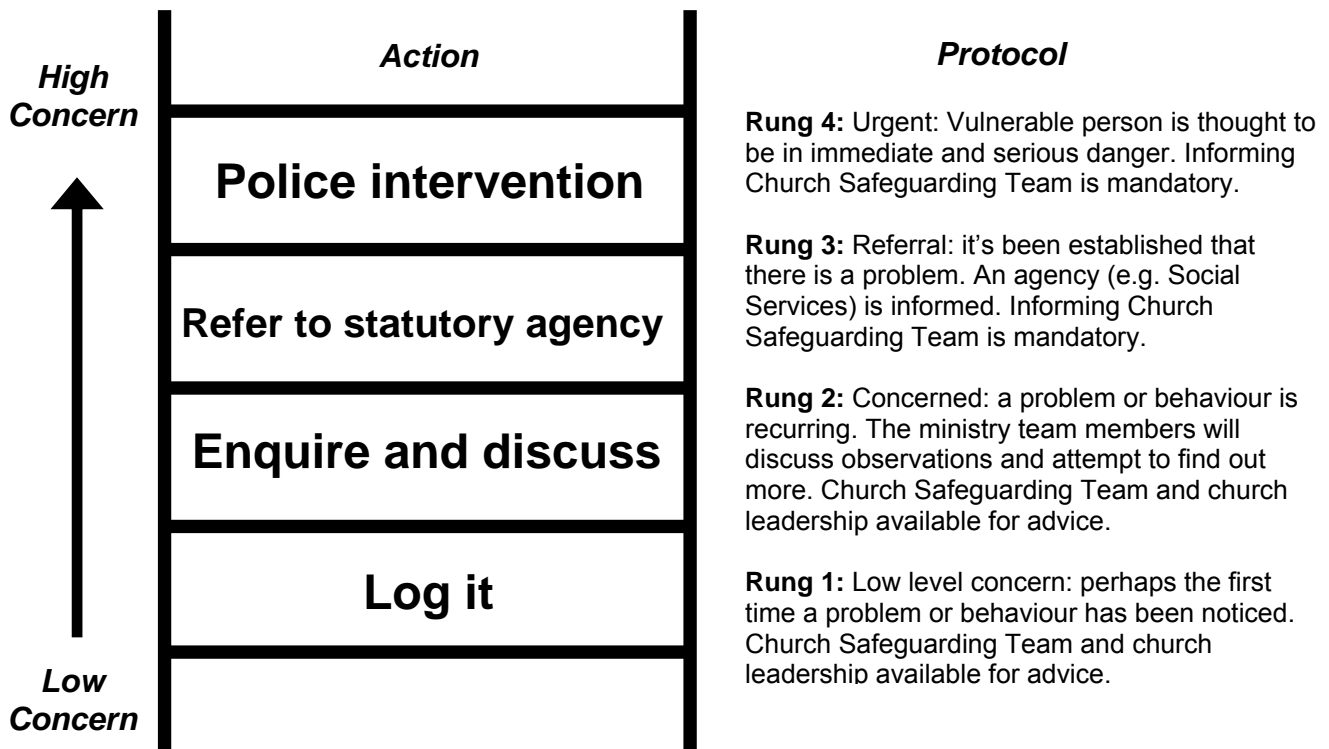 High
Concern
Action
Police intervention
Refer to statutory agency
Enquire and discuss
Log it
Low
Concern
Protocol
Rung 4: Urgent: Vulnerable person is thought to
be in immediate and serious danger. Informing
Church Safeguarding Team is mandatory.
Rung 3: Referral: it's been established that
there is a problem. An agency (e.g. Social
Services) is informed. Informing Church
Safeguarding Team is mandatory.
Rung 2: Concerned: a problem or behaviour is
recurring. The ministry team members will
discuss observations and attempt to find out
more. Church Safeguarding Team and church
leadership available for advice.
Rung 1: Low level concern: perhaps the first
time a problem or behaviour has been noticed.
Church Safeguarding Team and church
leadership available for advice.